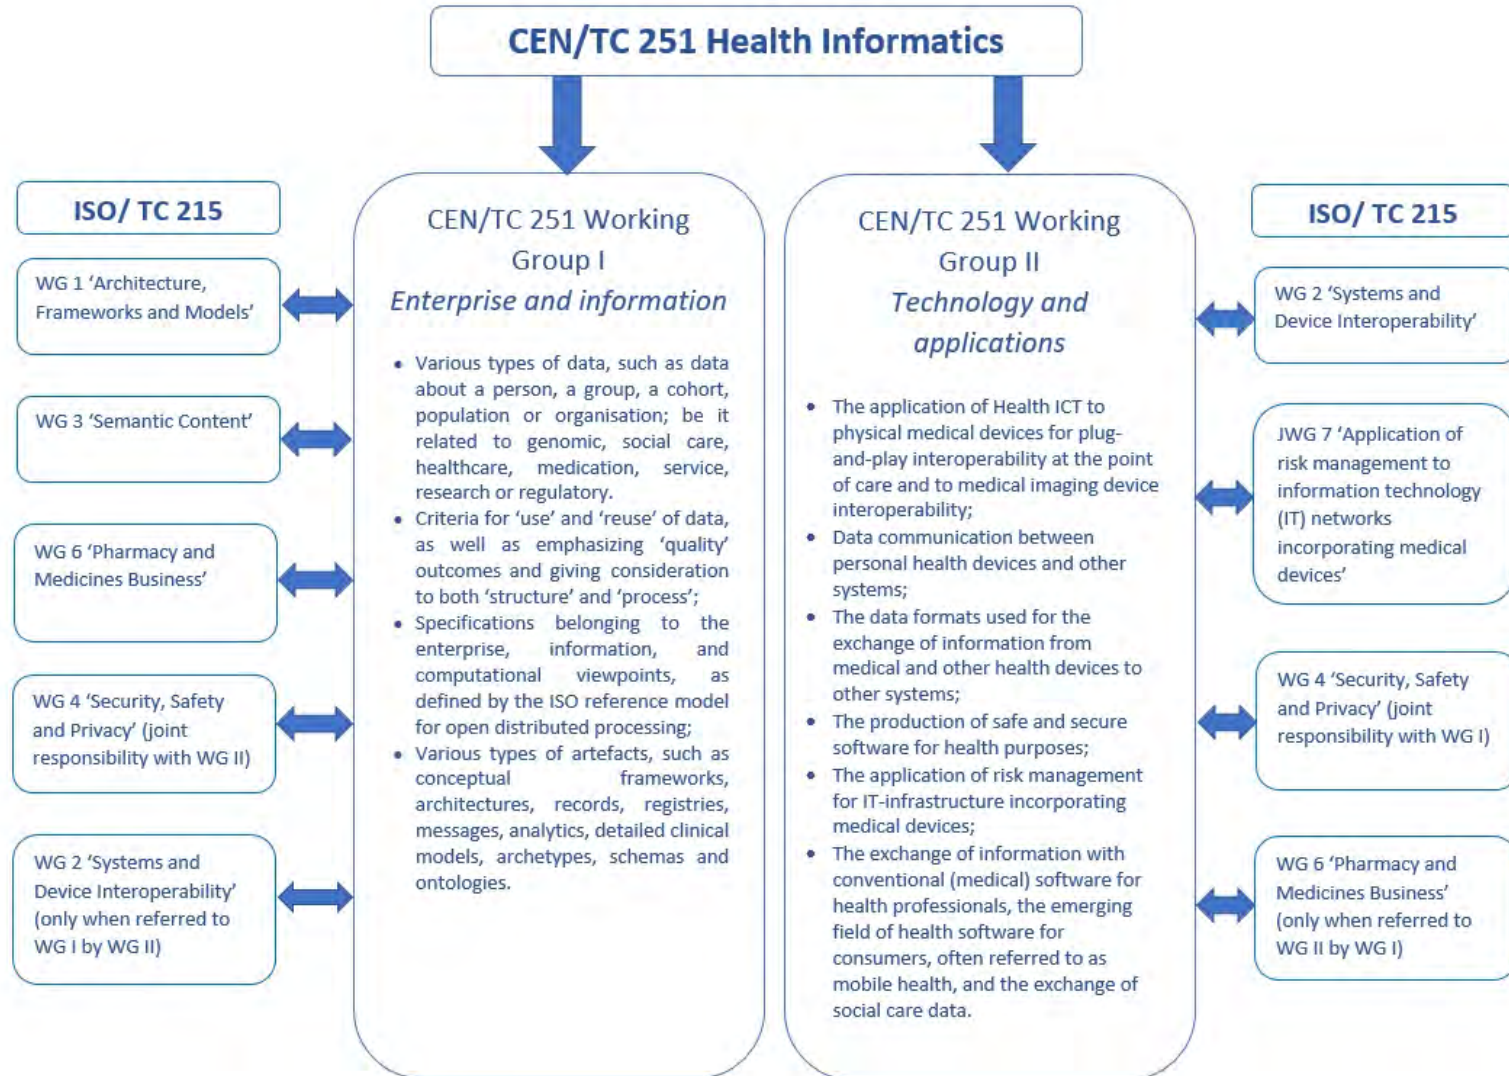 CEN/TC 251 Health Informatics
ISO/ TC 215
WG 1 ‘Architecture,
Frameworks and Models’
WG 3 ‘Semantic Content’
WG 6 ‘Pharmacy and
Medicines Business’
WG 4 ‘Security, Safety
and Privacy’ (joint
responsibility with WG II)
WG 2 ‘Systems and
Device Interoperability’
(only when referred to
WG I by WG II)
CEN/TC 251 Working
Group I
Enterprise and information
• Various types of data, such as data
about a person, a group, a cohort,
population or organisation; be it
related to genomic, social care,
healthcare, medication, service,
research or regulatory.
• Criteria for ‘use’ and ‘reuse’ of data,
as well as emphasizing ‘quality’
outcomes and giving consideration
to both ‘structure’ and ‘process’;
• Specifications belonging to the
enterprise, information, and
computational viewpoints, as
defined by the ISO reference model
for open distributed processing;
• Various types of artefacts, such as
conceptual frameworks,
architectures, records, registries,
messages, analytics, detailed clinical
models, archetypes, schemas and
ontologies.
CEN/TC 251 Working
Group II
Technology and
applications
• The application of Health ICT to
physical medical devices for plug-
and-play interoperability at the point
of care and to medical imaging device
interoperability;
• Data communication between
personal health devices and other
systems;
• The data formats used for the
exchange of information from
medical and other health devices to
other systems;
• The production of safe and secure
software for health purposes;
• The application of risk management
for IT-infrastructure incorporating
medical devices;
• The exchange of information with
conventional (medical) software for
health professionals, the emerging
field of health software for
consumers, often referred to as
mobile health, and the exchange of
social care data.
ISO/ TC 215
WG 2 ‘Systems and
Device Interoperability’
JWG 7 ‘Application of
risk management to
information technology
(IT) networks
incorporating medical
devices’
WG 4 ‘Security, Safety
and Privacy’ (joint
responsibility with WG I)
WG 6 ‘Pharmacy and
Medicines Business’
(only when referred to
WG II by WG I)